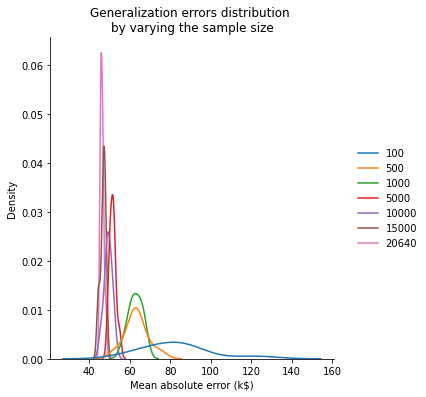 Generalization errors distribution
by varying the sample size
0.06
0.05
0.04
0.03
0.02
0.01
0.00
Density
40 60 80 100 120 140 160
Mean absolute error (k$)
100
500
1000
5000
10000
15000
20640